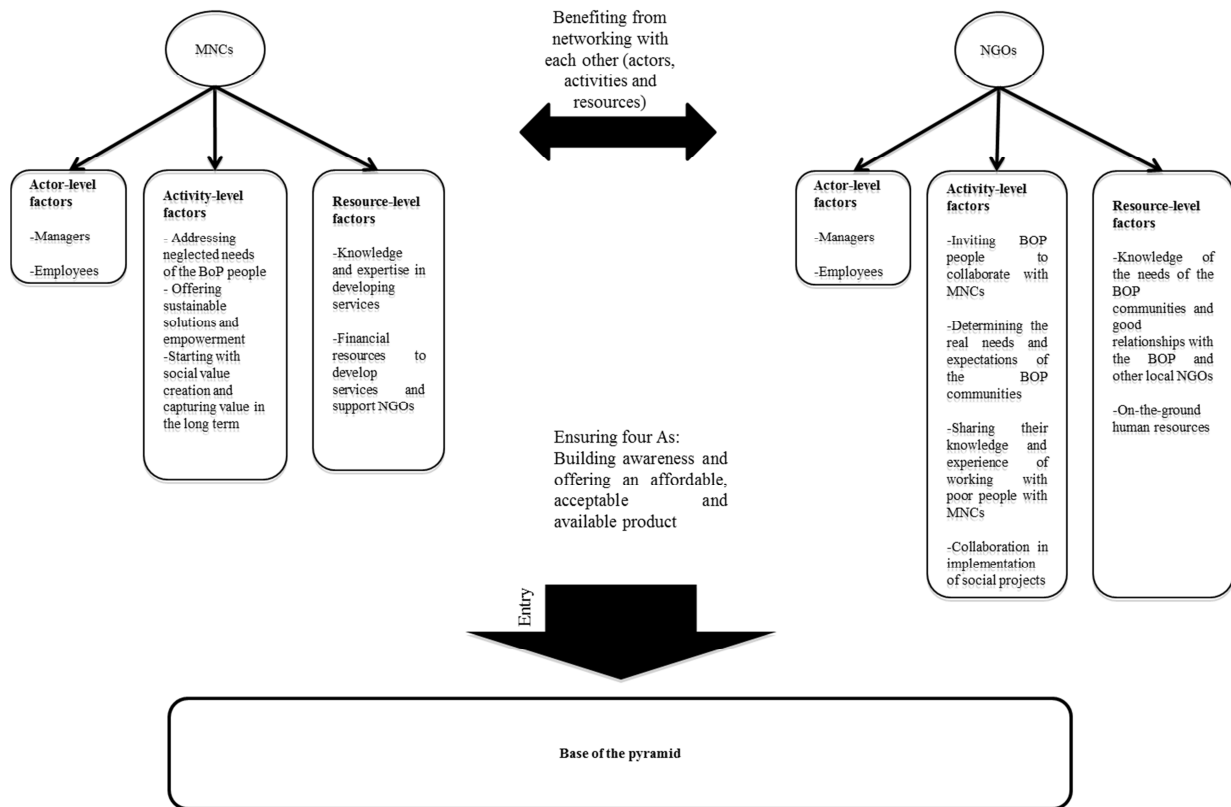 MNCs
Benefiting from
networking with
each other (actors,
activities and
resources)
NGOs
Actor-level
factors
-Managers
-Employees
Activity-level
factors
- Addressing
neglected needs
of the BoP people
- Offering
sustainable
solutions and
empowerment
-Starting with
social value
creation and
capturing value in
the long term
Resource-level
factors
-Knowledge
and expertise in
developing
services
-Financial
resources to
develop
services and
support NGOs
Actor-level
factors
-Managers
-Employees
Activity-level
factors
-Inviting BOP
people to
collaborate with
MNCs
-Determining the
real needs and
expectations of
the BOP
communities
-Sharing their
knowledge and
experience of
working with
poor people with
MNCs
-Collaboration in
implementation
of social projects
Resource-level
factors
-Knowledge of
the needs of the
BOP
communities and
good
relationships with
the BOP and
other local NGOs
-On-the-ground
human resources
Ensuring four As:
Building awareness and
offering an affordable,
acceptable and
available product
Entry
Base of the pyramid